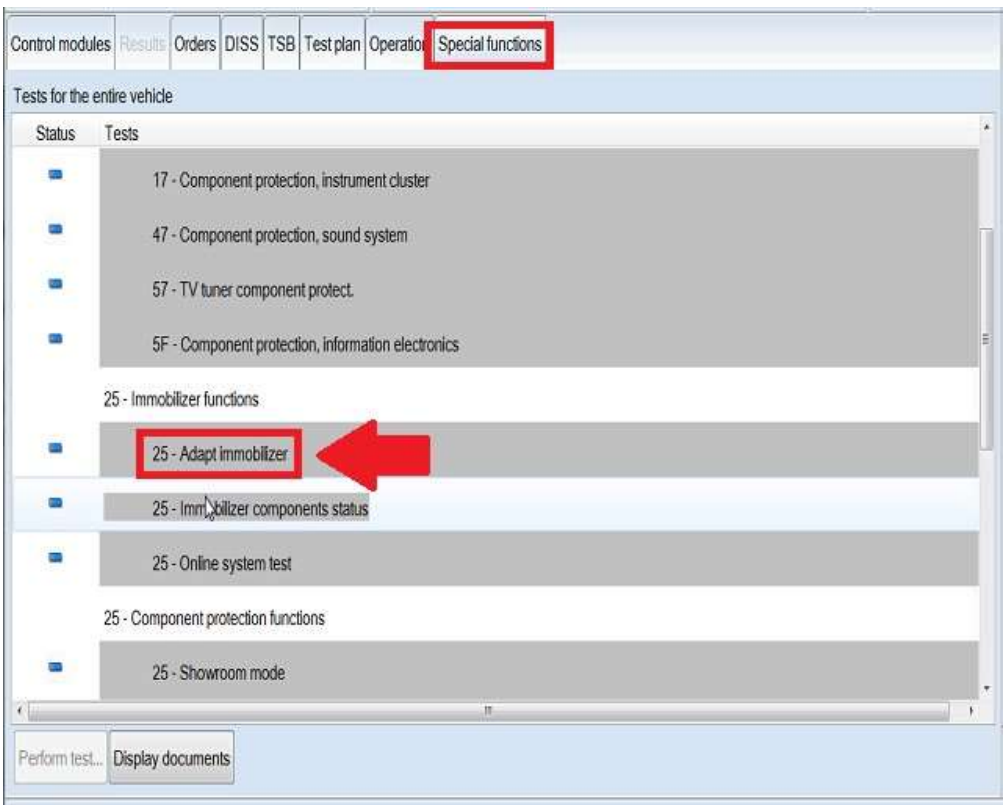 Control modules Results Orders DISS TSB Test plan Operation Special functions
Tests for the entire vehicle
Status Tests
17 - Component protection, instrument cluster
47 - Component protection, sound system
57 - TV tuner component protect.
5F - Component protection, information electronics
25 - Immobilizer functions
25 - Adapt immobilizer
25 - Immobilizer components status
25 - Online system test
25 - Component protection functions
25 - Showroom mode
Perform test... Display documents